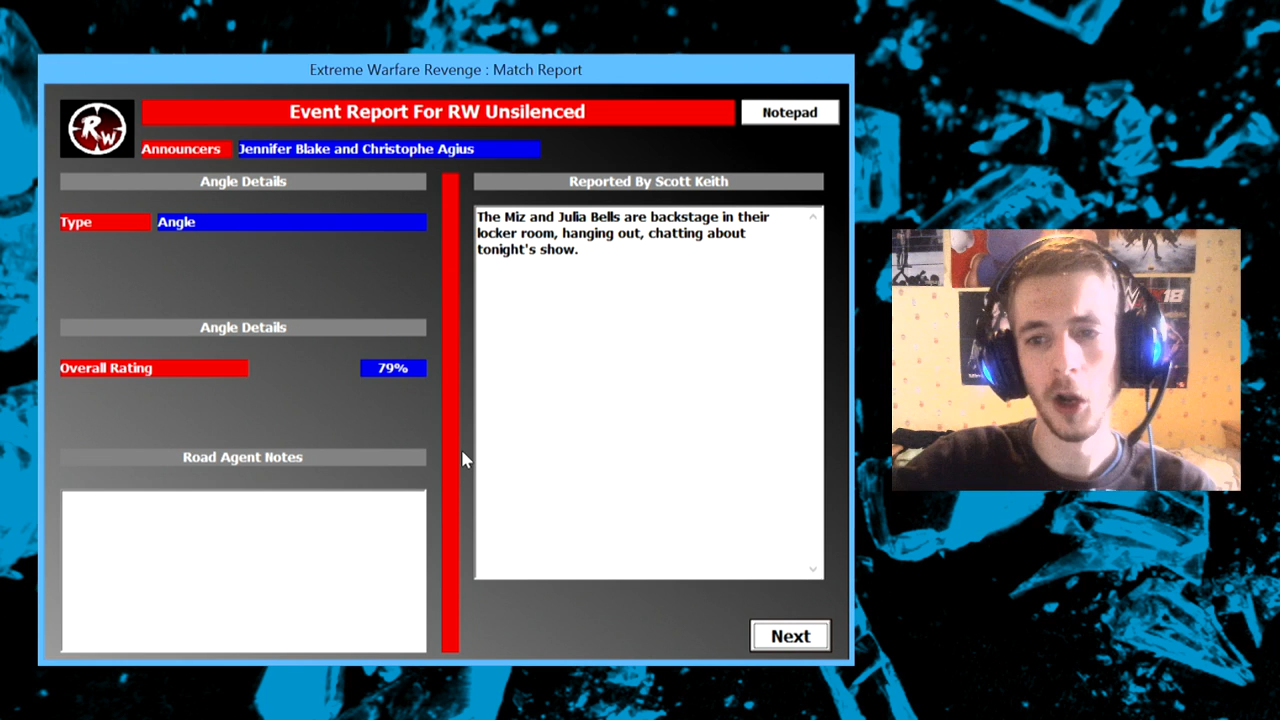 Extreme Warfare Revenge : Match Report
RW
Event Report For RW Unsilenced
Notepad
Announcers
Jennifer Blake and Christophe Agius
Angle Details
Type
Angle
Angle Details
Overall Rating
79%
Road Agent Notes
Reported By Scott Keith
The Miz and Julia Bells are backstage in their
locker room, hanging out, chatting about
tonight's show.
Next
18